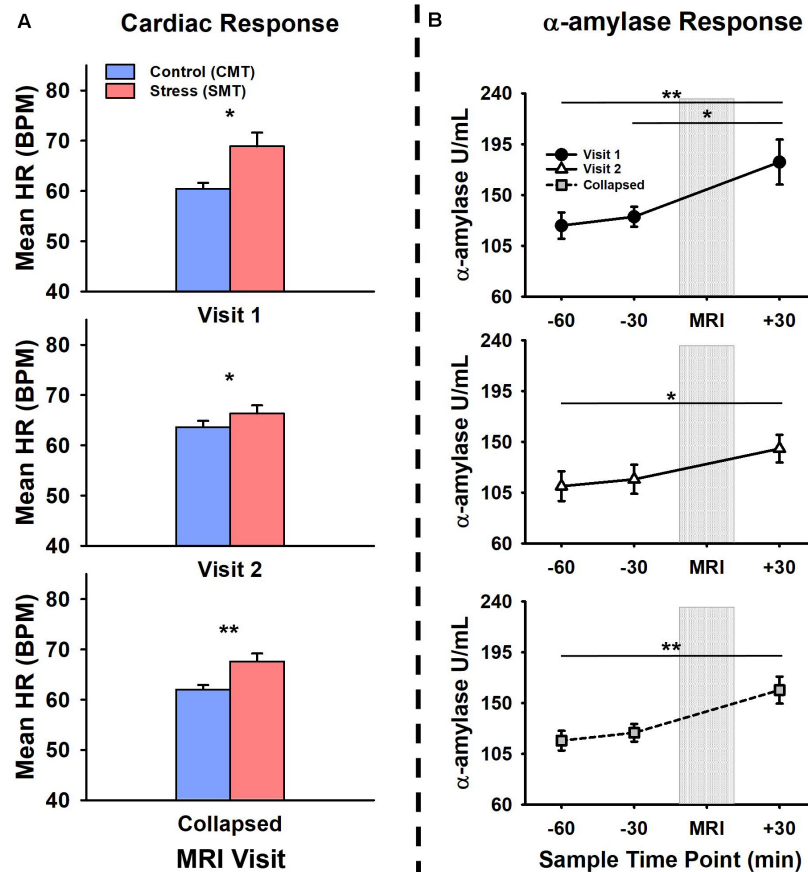 A
Cardiac Response
Control (CMT)
Stress (SMT)
Mean HR (BPM)
80
70
60
50
40
*
Visit 1
Mean HR (BPM)
80
70
60
50
40
*
Visit 2
Mean HR (BPM)
80
70
60
50
40
**
Collapsed
MRI Visit
B
α-amylase Response
α-amylase U/mL
240
195
150
105
60
**
*
Visit 1
Visit 2
Collapsed
-60 -30 MRI +30
α-amylase U/mL
240
195
150
105
60
*
-60 -30 MRI +30
α-amylase U/mL
240
195
150
105
60
**
-60 -30 MRI +30
Sample Time Point (min)